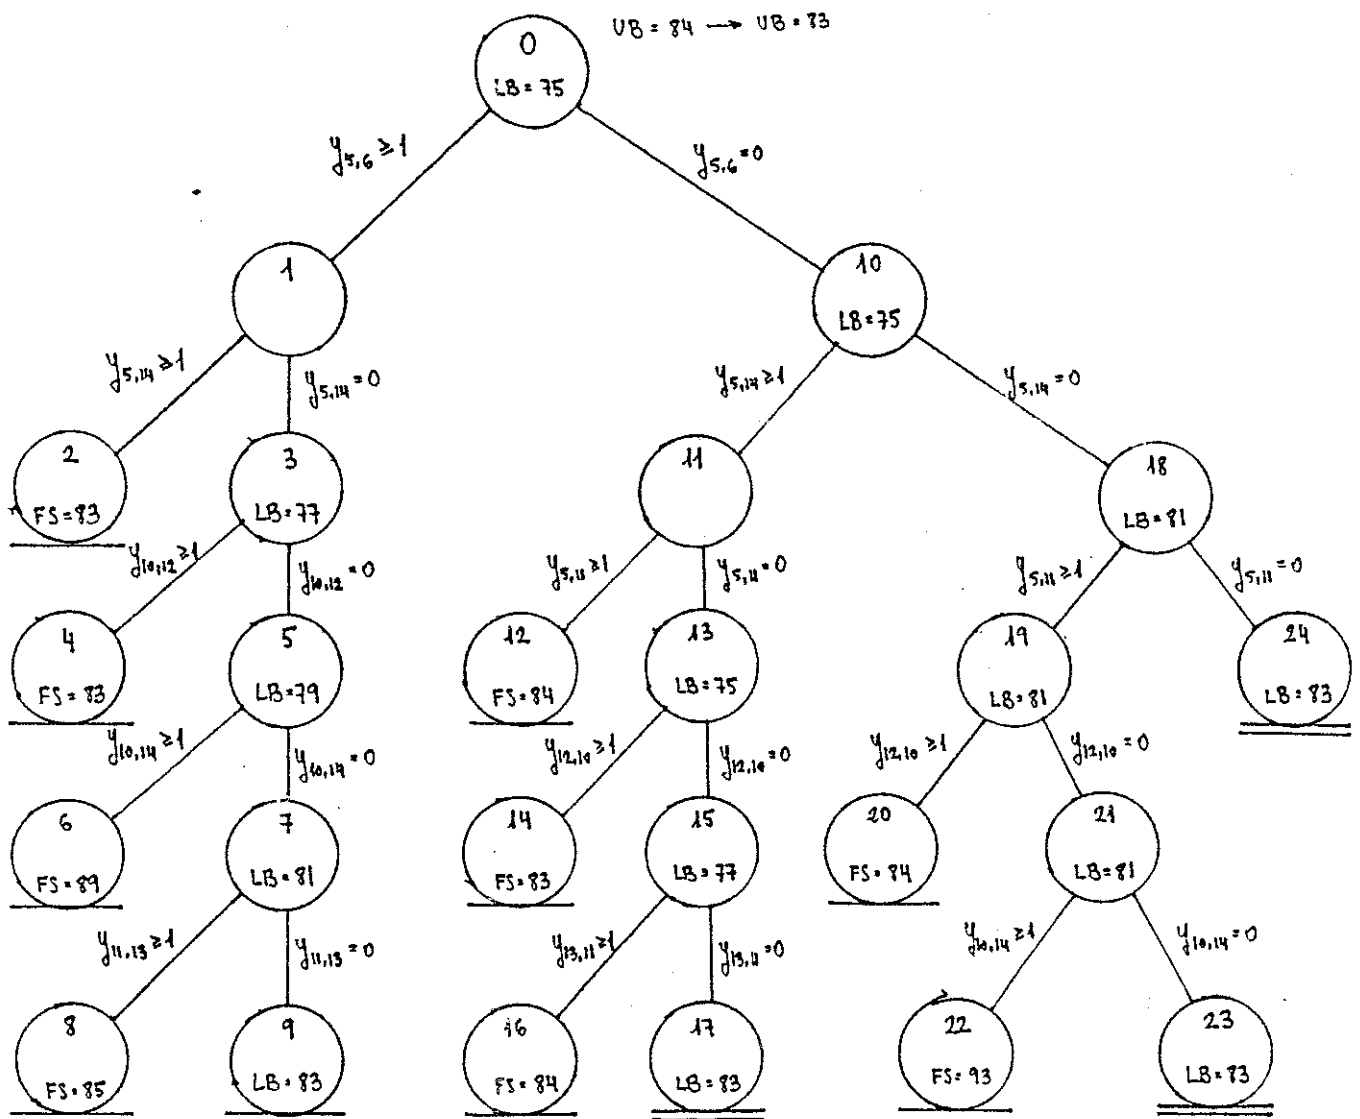 UB = 84 → UB = 83
0
LB = 75
y5,6 ≥ 1
y5,6 = 0
1
10
LB = 75
y5,14 ≥ 1
y5,14 = 0
y5,14 ≥ 1
y5,14 = 0
2
FS = 83
3
LB = 77
11
18
LB = 81
y10,12 ≥ 1
y10,12 = 0
y5,11 ≥ 1
y5,11 = 0
y5,11 ≥ 1
y5,11 = 0
4
FS = 83
5
LB = 79
12
FS = 84
13
LB = 75
19
LB = 81
24
LB = 83
y10,14 ≥ 1
y10,14 = 0
y12,10 ≥ 1
y12,10 = 0
y12,10 ≥ 1
y12,10 = 0
6
FS = 89
7
LB = 81
14
FS = 83
15
LB = 77
20
FS = 84
21
LB = 81
y11,13 ≥ 1
y11,13 = 0
y13,11 ≥ 1
y13,11 = 0
y10,14 ≥ 1
y10,14 = 0
8
FS = 85
9
LB = 83
16
FS = 84
17
LB = 83
22
FS = 93
23
LB = 83